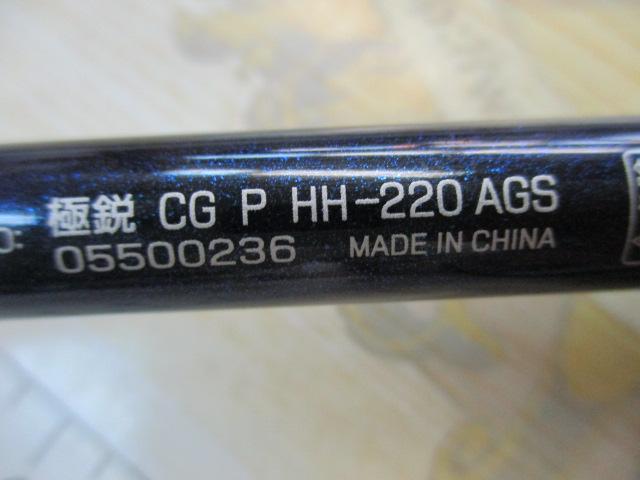 極鋭 CG P HH-220 AGS
O: 05500236 MADE IN CHINA